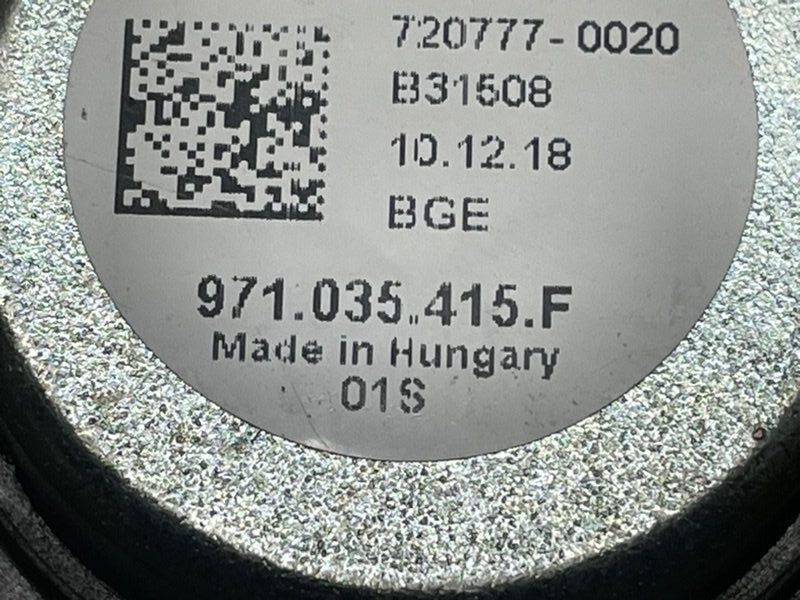 720777-0020
B31508
10.12.18
BGE
971.035.415.F
Made in Hungary
01S